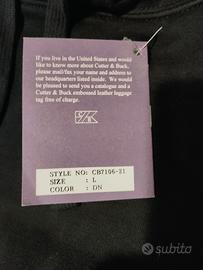 If you live in the United States and would
like to know more about Cutter & Buck,
please mail/fax your name and address to
our headquarters listed inside. We would
be pleased to send you a catalogue and a
Cutter & Buck embossed leather luggage
tag free of charge.
STYLE NO: CB7106-21
SIZE : L
COLOR : DN
subito